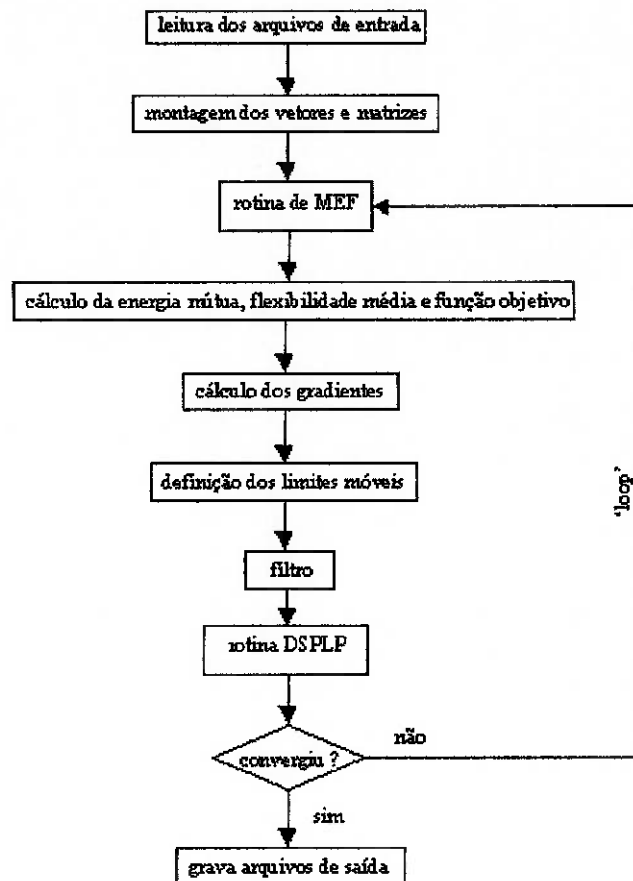 leitura dos arquivos de entrada
montagem dos vetores e matrizes
rotina de MEF
cálculo da energia mútua, flexibilidade média e função objetivo
cálculo dos gradientes
definição dos limites móveis
'loop'
filtro
rotina DSPLP
convergiu ?
não
sim
grava arquivos de saída